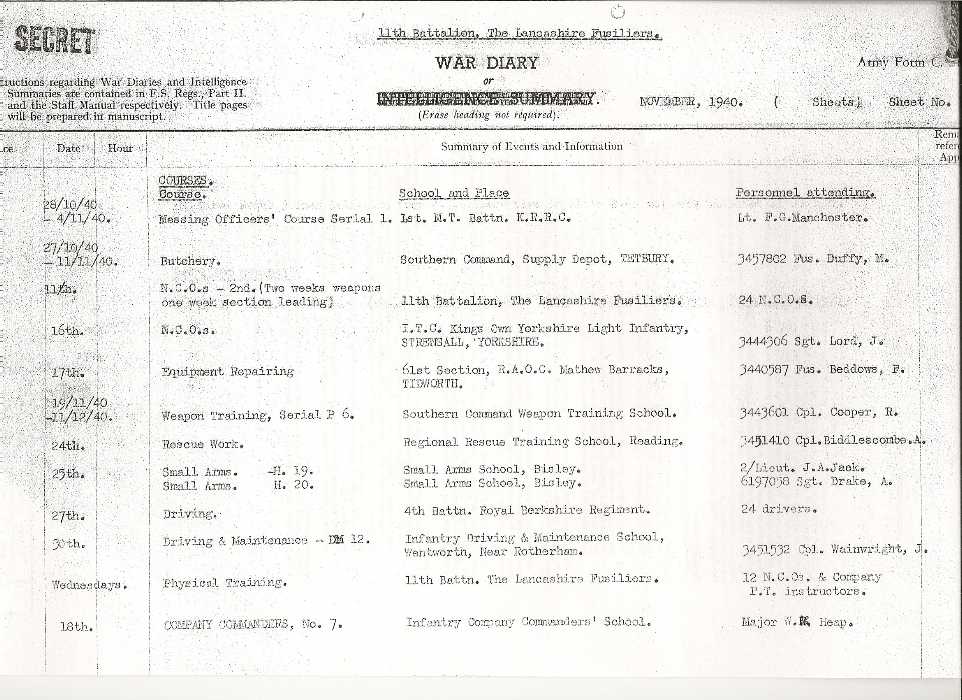 SECRET
11th Battalion, The Lancashire Fusiliers.
WAR DIARY
or
INTELLIGENCE SUMMARY.
(Erase heading not required).
Army Form C.
NOVEMBER, 1940. ( Sheets) Sheet No.
tructions regarding War Diaries and Intelligence
Summaries are contained in F.S. Regs., Part II.
and the Staff Manual respectively. Title pages
will be prepared in manuscript.
ce Date Hour Summary of Events and Information Rem
refer
App
COURSES.
Course. School and Place Personnel attending.
28/10/40
- 4/11/40. Messing Officers' Course Serial 1. 1st. M.T. Battn. K.R.R.C. Lt. F.G.Manchester.
27/10/40
- 11/11/40. Butchery. Southern Command, Supply Depot, TETBURY. 3457802 Fus. Duffy, M.
11th. N.C.O.s - 2nd.(Two weeks weapons
one week section leading) 11th Battalion, The Lancashire Fusiliers. 24 N.C.O.s.
16th. N.C.O.s. I.T.C. Kings Own Yorkshire Light Infantry,
STRENSALL, YORKSHIRE. 3444306 Sgt. Lord, J.
17th. Equipment Repairing 61st Section, R.A.O.C. Mathew Barracks,
TIDWORTH. 3440587 Fus. Beddows, F.
19/11/40
-11/12/40. Weapon Training, Serial P 6. Southern Command Weapon Training School. 3443601 Cpl. Cooper, R.
24th. Rescue Work. Regional Rescue Training School, Reading. 3451410 Cpl.Biddlescombe.A.
25th. Small Arms. -H. 19. Small Arms School, Bisley. 2/Lieut. J.A.Jack.
Small Arms. H. 20. Small Arms School, Bisley. 6197058 Sgt. Drake, A.
27th. Driving. 4th Battn. Royal Berkshire Regiment. 24 drivers.
30th. Driving & Maintenance - DM 12. Infantry Driving & Maintenance School,
Wentworth, Near Rotherham. 3451532 Cpl. Wainwright, J.
Wednesdays. Physical Training. 11th Battn. The Lancashire Fusiliers. 12 N.C.Os. & Company
P.T. instructors.
18th. COMPANY COMMANDERS, No. 7. Infantry Company Commanders' School. Major W. Heap.